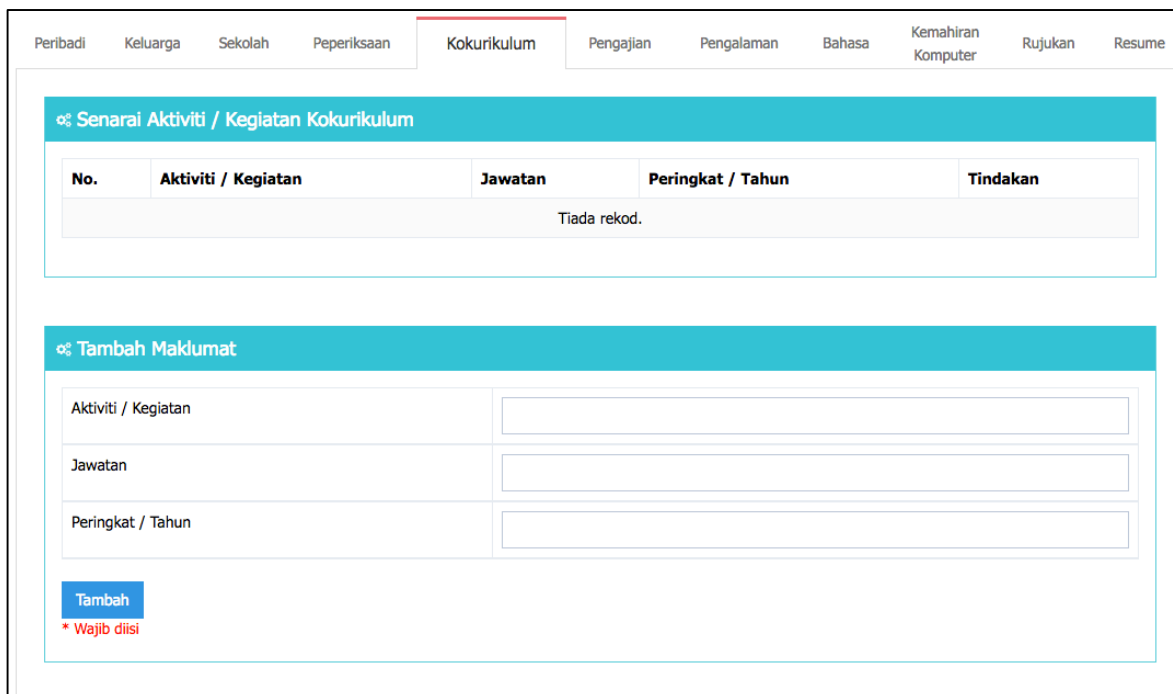 Peribadi Keluarga Sekolah Peperiksaan Kokurikulum Pengajian Pengalaman Bahasa Kemahiran Komputer Rujukan Resume
Senarai Aktiviti / Kegiatan Kokurikulum
No. Aktiviti / Kegiatan Jawatan Peringkat / Tahun Tindakan
Tiada rekod.
Tambah Maklumat
Aktiviti / Kegiatan
Jawatan
Peringkat / Tahun
Tambah
* Wajib diisi